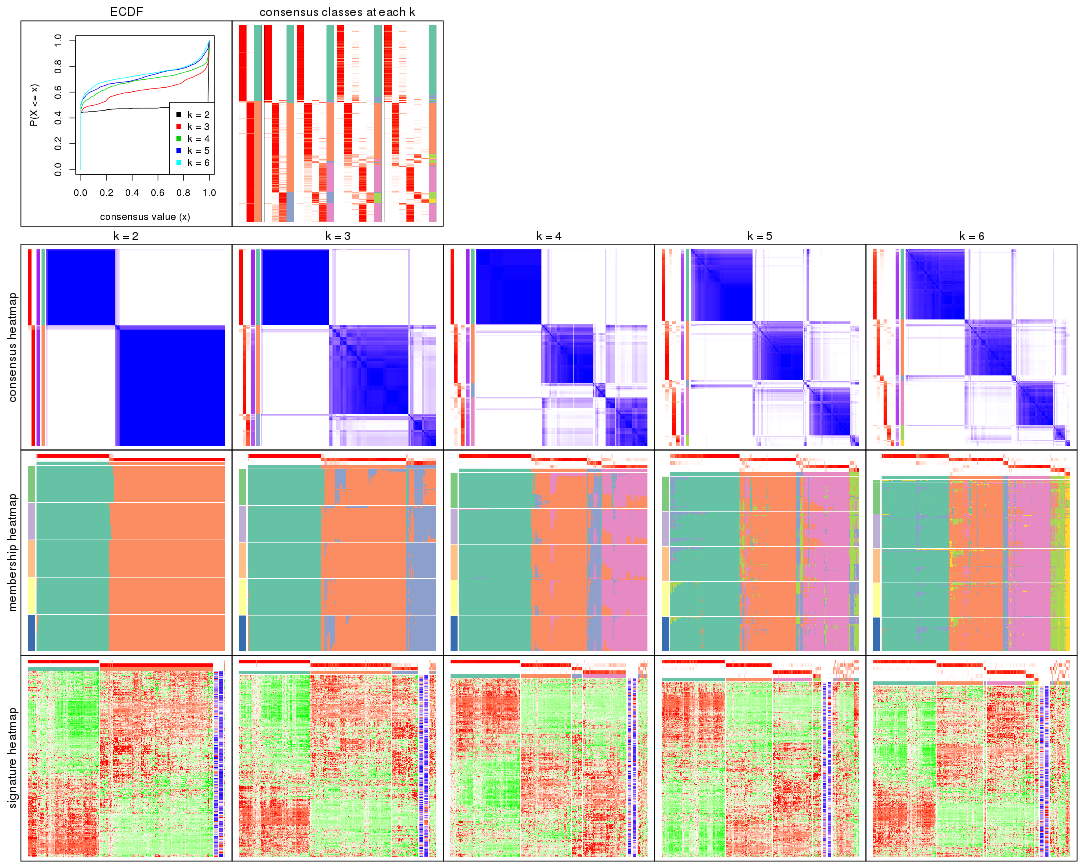 ECDF
consensus classes at each k
P(X <= x)
0.0 0.2 0.4 0.6 0.8 1.0
k = 2
k = 3
k = 4
k = 5
k = 6
0.0 0.2 0.4 0.6 0.8 1.0
consensus value (x)
k = 2
k = 3
k = 4
k = 5
k = 6
consensus heatmap
membership heatmap
signature heatmap